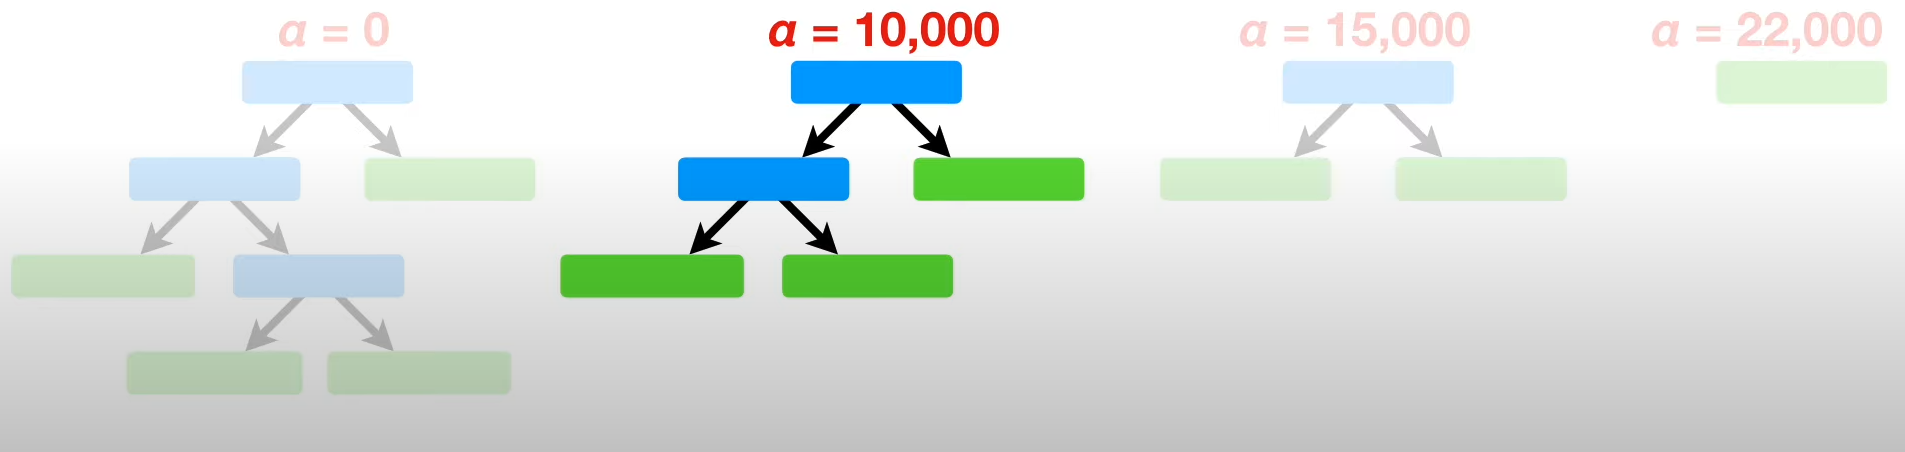 α = 0
α = 10,000
α = 15,000
α = 22,000